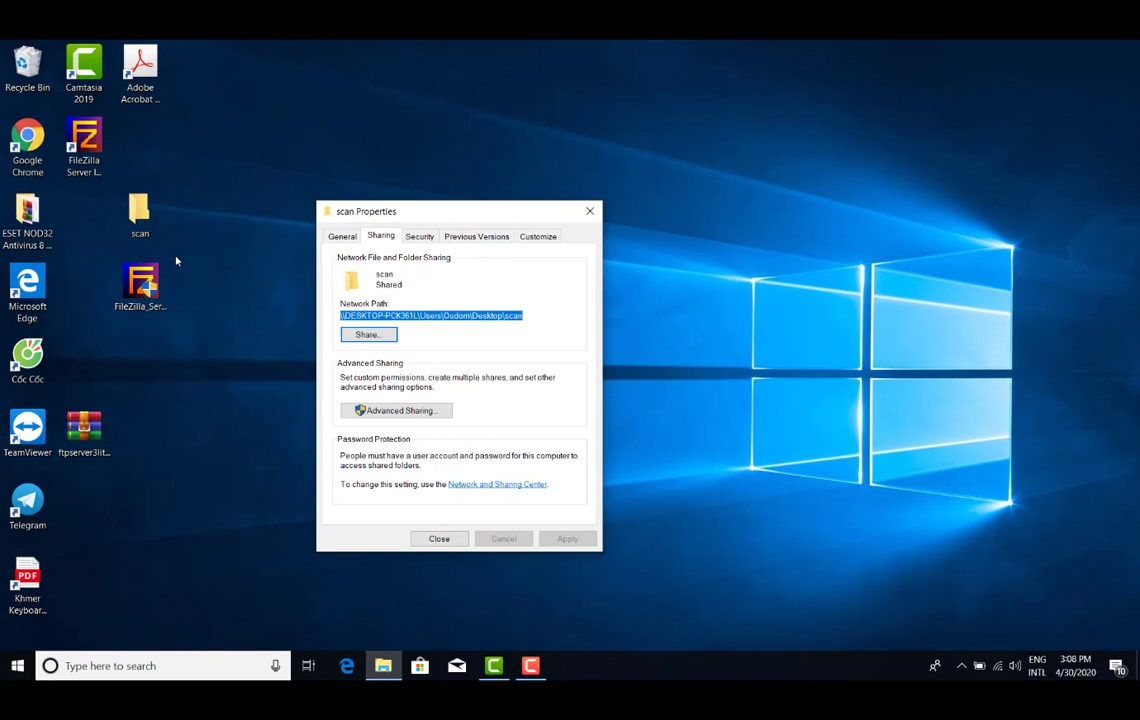 Recycle Bin
Camtasia
2019
Adobe
Acrobat ...
Google
Chrome
FileZilla
Server I...
ESET NOD32
Antivirus 8 ...
scan
Microsoft
Edge
FileZilla_Ser...
Cốc Cốc
TeamViewer
ftpserver3lit...
Telegram
PDF
Khmer
Keyboar...
scan Properties
General
Sharing
Security
Previous Versions
Customize
Network File and Folder Sharing
scan
Shared
Network Path:
\\DESKTOP-PCK361L\Users\Oudom\Desktop\scan
Share...
Advanced Sharing
Set custom permissions, create multiple shares, and set other
advanced sharing options.
Advanced Sharing...
Password Protection
People must have a user account and password for this computer to
access shared folders.
To change this setting, use the Network and Sharing Center.
Close
Cancel
Apply
Type here to search
ENG
INTL
3:08 PM
4/30/2020
10